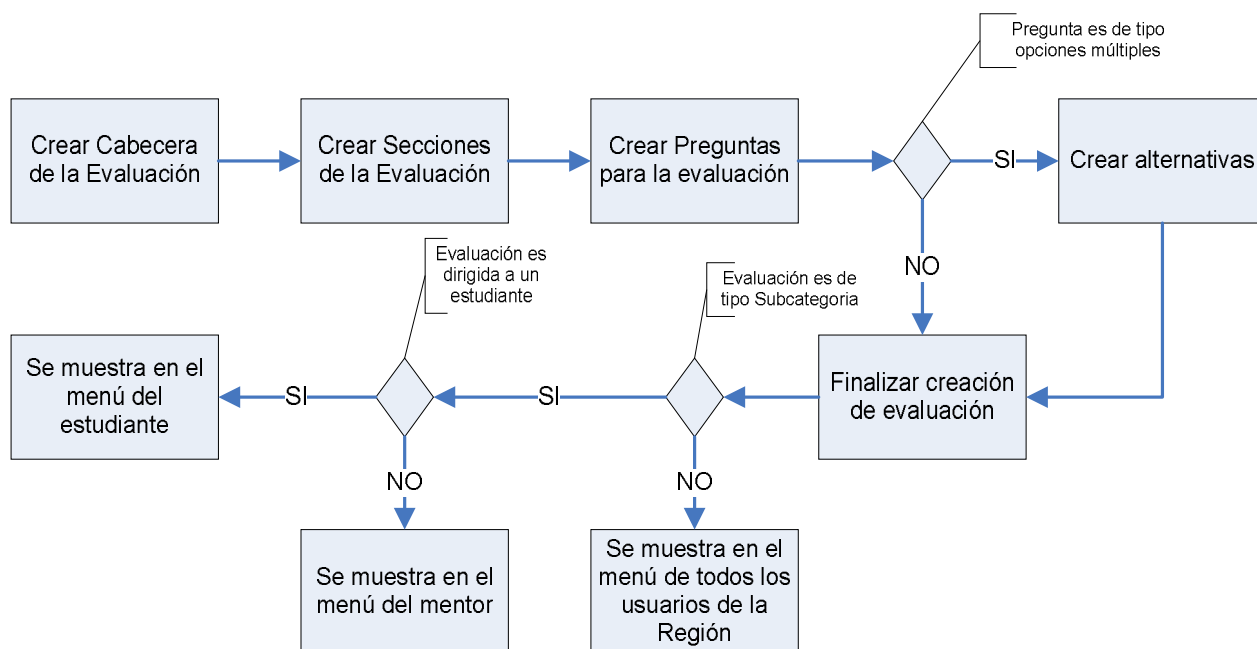 Pregunta es de tipo
opciones múltiples
Crear Cabecera
de la Evaluación
Crear Secciones
de la Evaluación
Crear Preguntas
para la evaluación
SI
Crear alternativas
NO
Evaluación es
dirigida a un
estudiante
Evaluación es de
tipo Subcategoria
Se muestra en el
menú del
estudiante
SI
SI
Finalizar creación
de evaluación
NO
NO
Se muestra en el
menú del mentor
Se muestra en el
menú de todos los
usuarios de la
Región